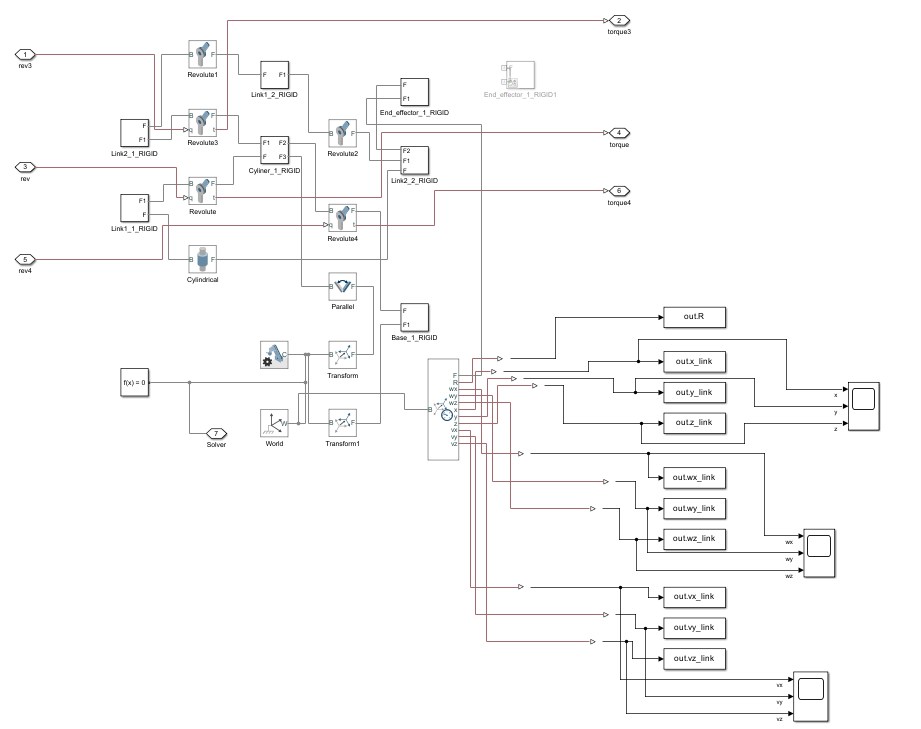 2
torque3
1
rev3
B F
Revolute1
F F1
Link1_2_RIGID
F
F1
End_effector_1_RIGID
End_effector_1_RIGID1
F
F1
Link2_1_RIGID
B F
q t
Revolute3
F1 F2
F F3
Cyliner_1_RIGID
B F
Revolute2
F2
F1
F
Link2_2_RIGID
4
torque
3
rev
B F
q t
Revolute
F1
F
Link1_1_RIGID
B F
q t
Revolute4
6
torque4
5
rev4
B F
Cylindrical
B F
Parallel
F
F1
Base_1_RIGID
out.R
C
B F
Transform
out.x_link
out.y_link
out.z_link
x
y
z
f(x) = 0
7
Solver
W
World
B F
Transform1
B
F
R
wx
wy
wz
x
y
z
vx
vy
vz
out.wx_link
out.wy_link
out.wz_link
wx
wy
wz
out.vx_link
out.vy_link
out.vz_link
vx
vy
vz